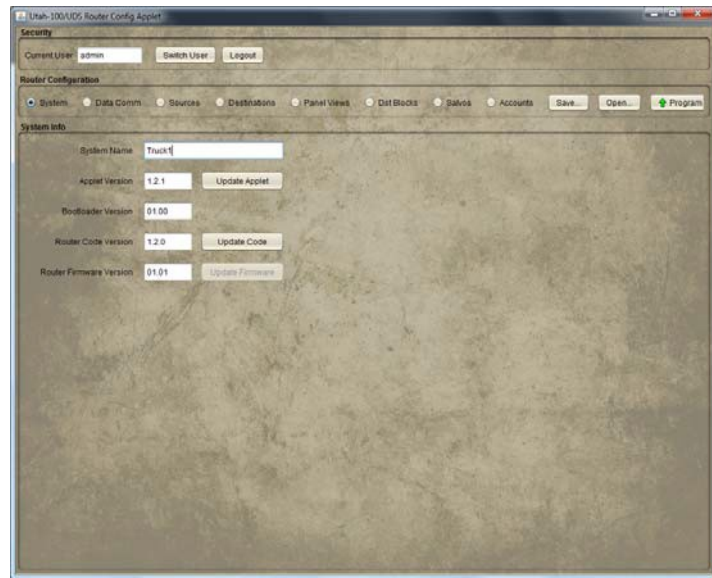 Utah-100/UDS Router Config Applet
Security
Current User admin Switch User Logout
Router Configuration
System Data Comm Sources Destinations Panel Views Dst Blocks Salvos Accounts Save... Open... Program
System Info
System Name Truck1
Applet Version 1.2.1 Update Applet
Bootloader Version 01.00
Router Code Version 1.2.0 Update Code
Router Firmware Version 01.01 Update Firmware